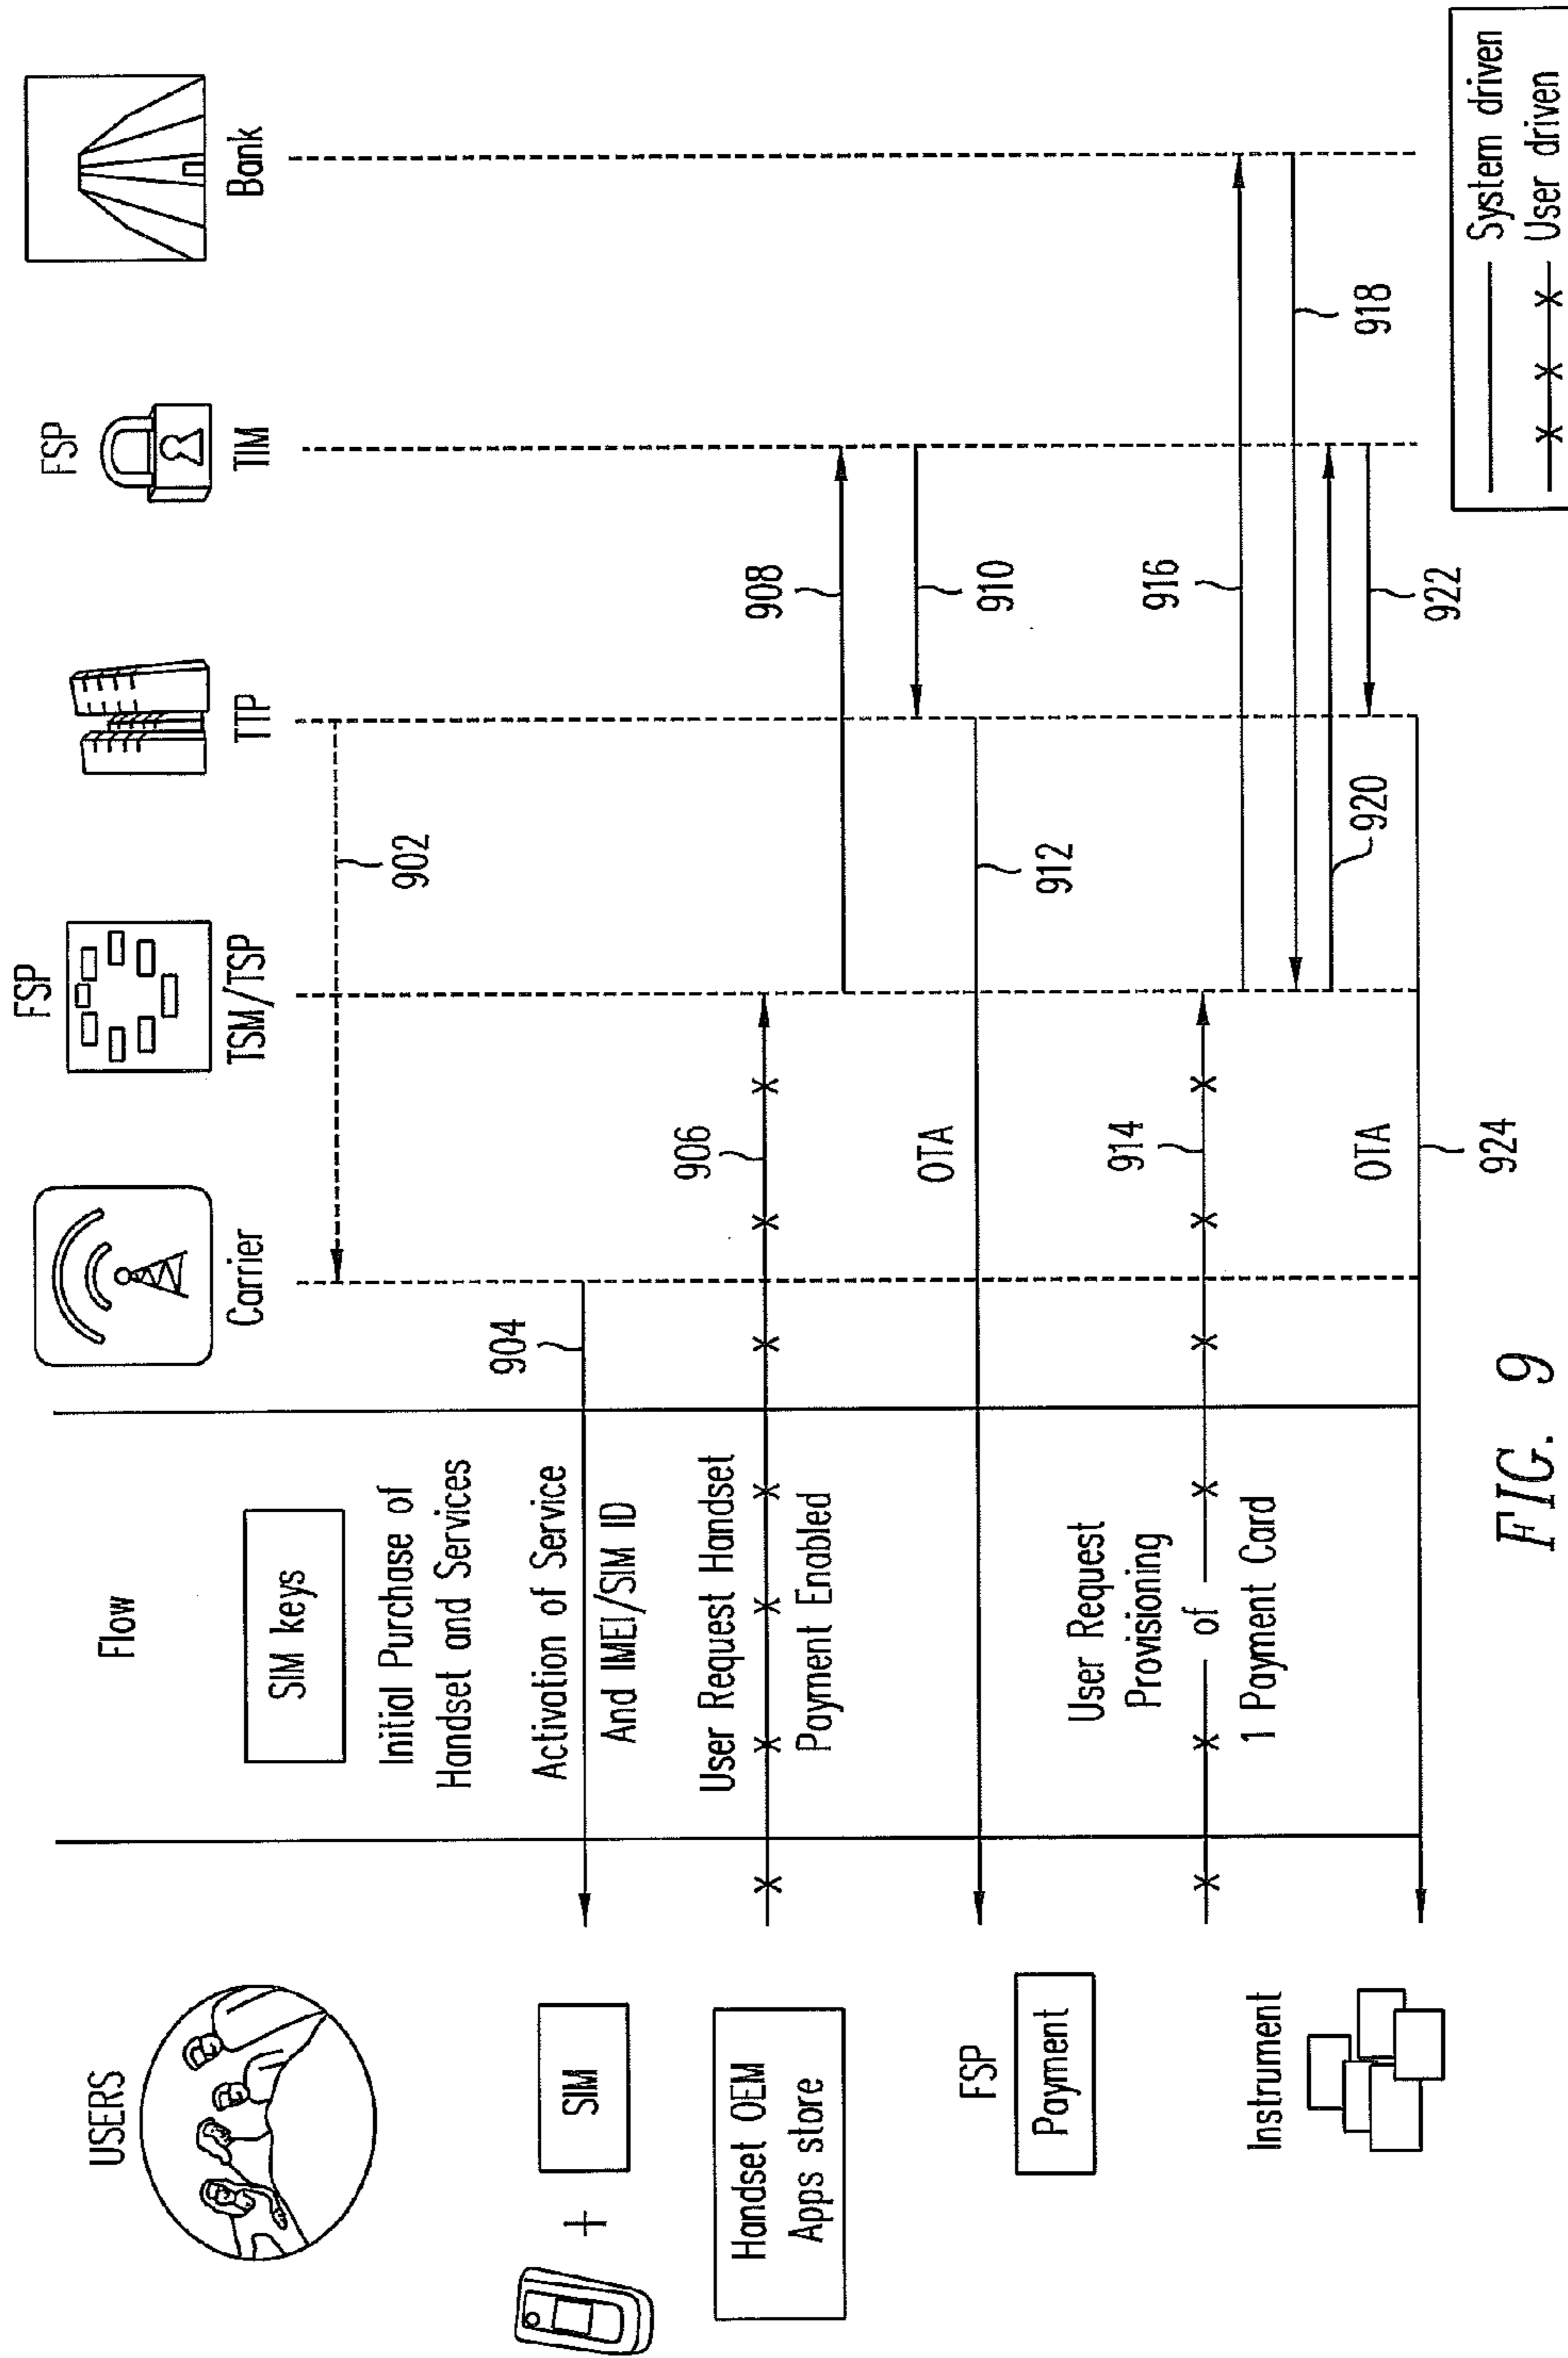 USERS
Flow
Carrier
FSP
TSM/TSP
TTP
FSP
TIM
Bank
SIM keys
902
Initial Purchase of
Handset and Services
+
SIM
Activation of Service
And IMEI/SIM ID
904
Handset OEM
Apps store
User Request Handset
Payment Enabled
906
908
910
FSP
Payment
OTA
912
Instrument
User Request
Provisioning
of
1 Payment Card
914
916
918
920
922
OTA
924
System driven
User driven
FIG. 9